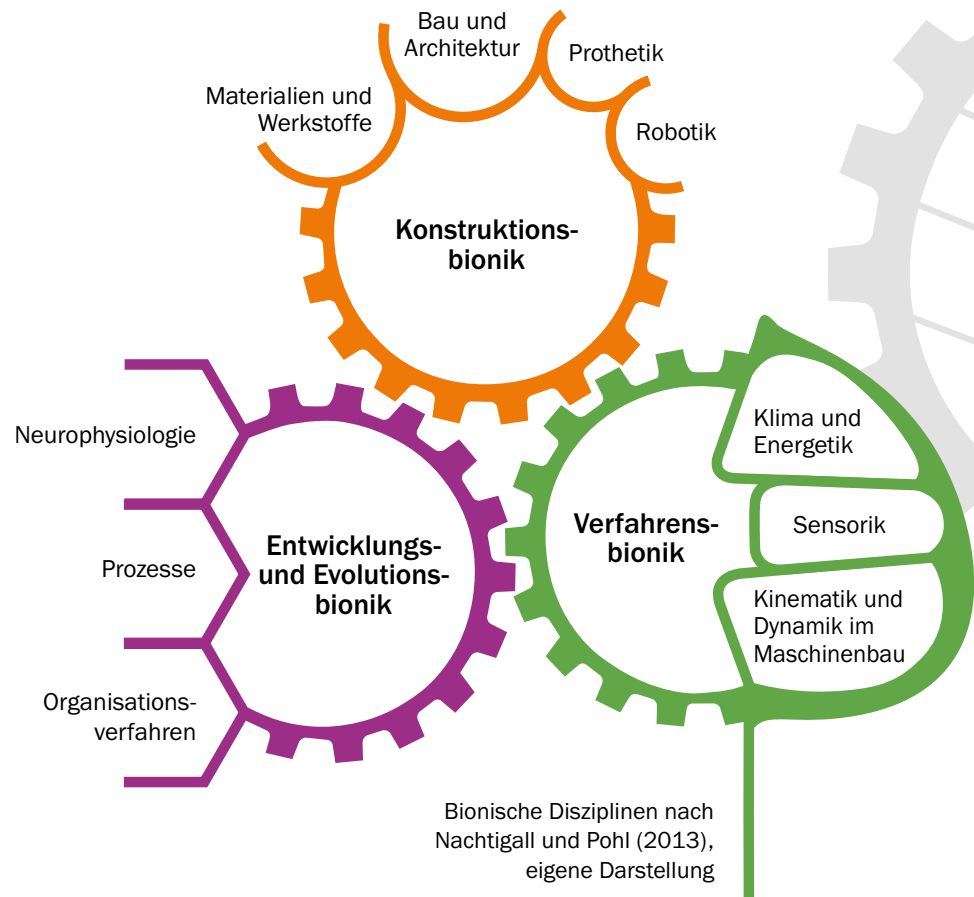 Bau und
Architektur
Prothetik
Materialien und
Werkstoffe
Robotik
Konstruktions-
bionik
Neurophysiologie
Prozesse
Organisations-
verfahren
Entwicklungs-
und Evolutions-
bionik
Verfahrens-
bionik
Klima und
Energetik
Sensorik
Kinematik und
Dynamik im
Maschinenbau
Bionische Disziplinen nach
Nachtigall und Pohl (2013),
eigene Darstellung